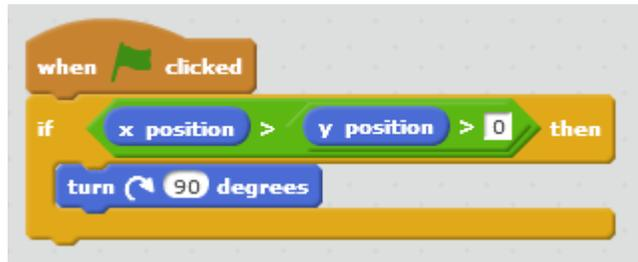 when clicked
if x position > y position > 0 then
turn 90 degrees